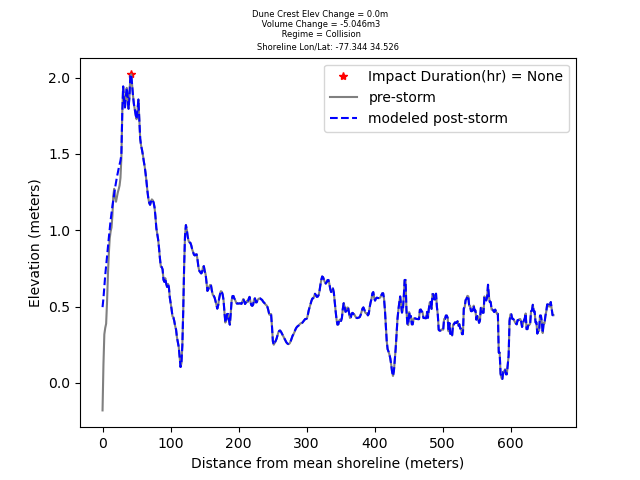 Dune Crest Elev Change = 0.0m
Volume Change = -5.046m3
Regime = Collision
Shoreline Lon/Lat: -77.344 34.526
Impact Duration(hr) = None
pre-storm
modeled post-storm
Elevation (meters)
2.0
1.5
1.0
0.5
0.0
0 100 200 300 400 500 600
Distance from mean shoreline (meters)